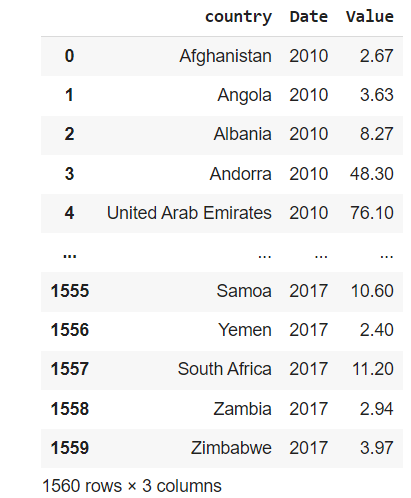 country Date Value
0 Afghanistan 2010 2.67
1 Angola 2010 3.63
2 Albania 2010 8.27
3 Andorra 2010 48.30
4 United Arab Emirates 2010 76.10
... ... ... ...
1555 Samoa 2017 10.60
1556 Yemen 2017 2.40
1557 South Africa 2017 11.20
1558 Zambia 2017 2.94
1559 Zimbabwe 2017 3.97
1560 rows × 3 columns